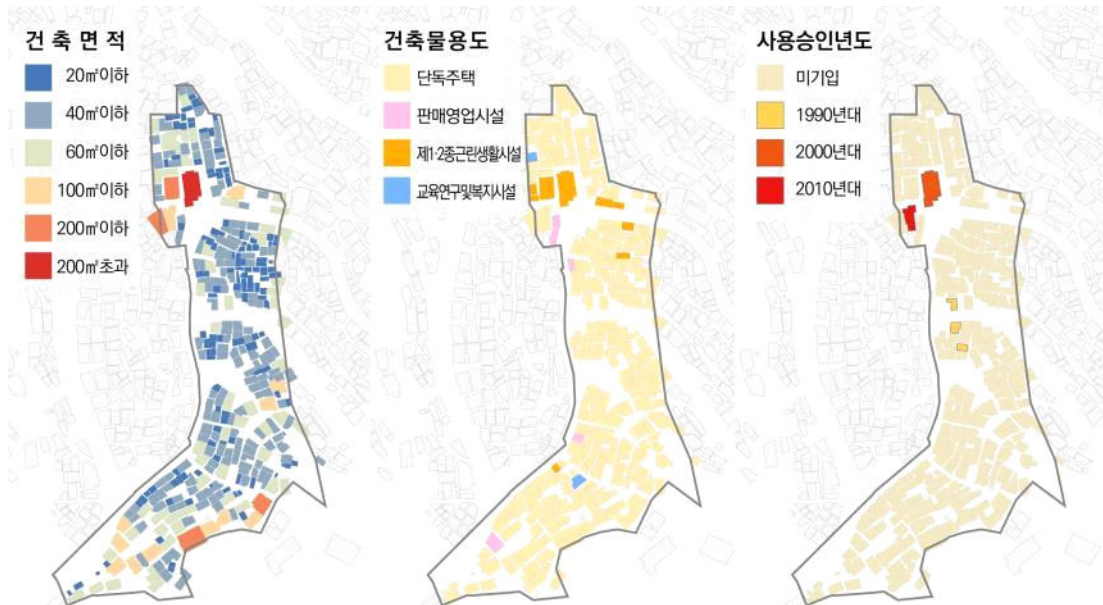 건 축 면 적
20㎡이하
40㎡이하
60㎡이하
100㎡이하
200㎡이하
200㎡초과
건축물용도
단독주택
판매영업시설
제1·2종근린생활시설
교육연구및복지시설
사용승인년도
미기입
1990년대
2000년대
2010년대